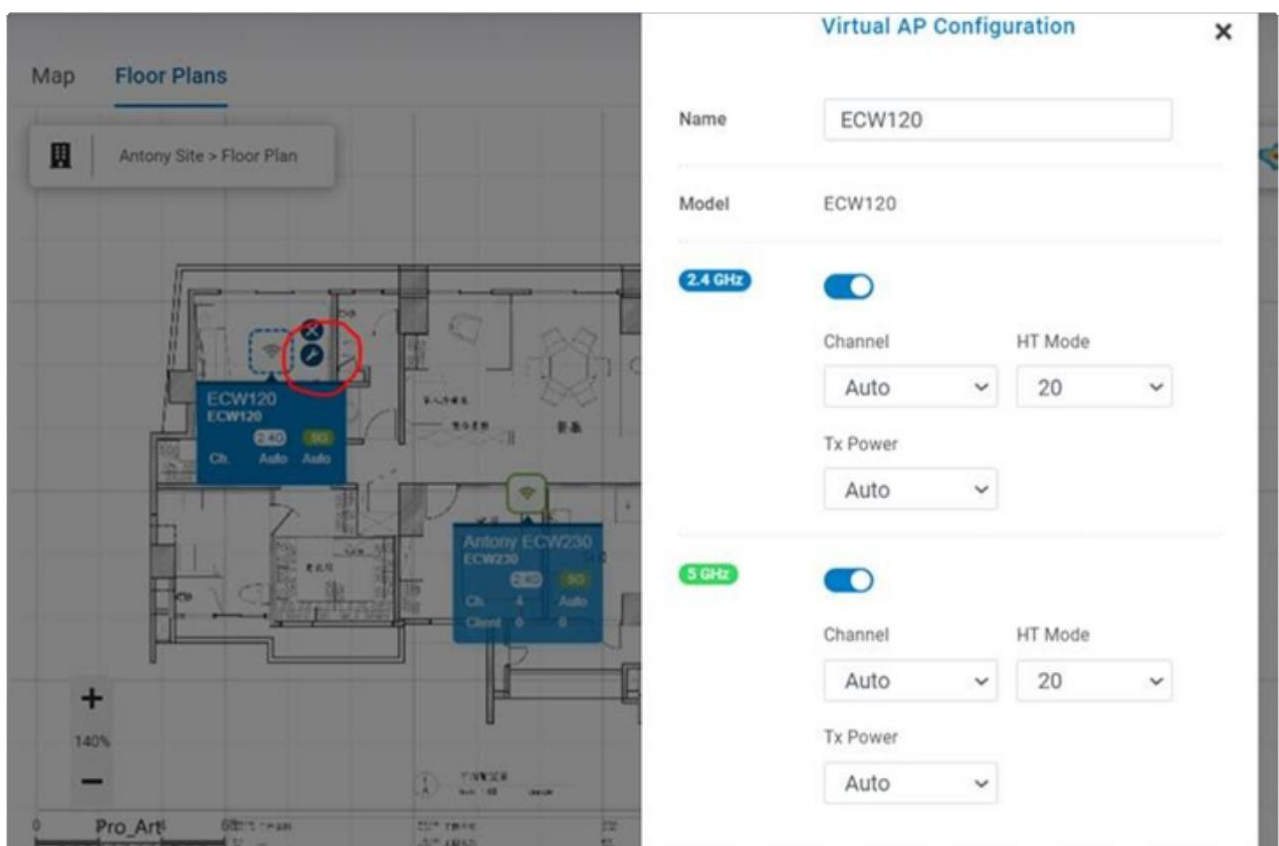 Virtual AP Configuration
Map Floor Plans
Name ECW120
Antony Site > Floor Plan
Model ECW120
2.4 GHz
Channel HT Mode
Auto 20
ECW120
ECW120
2.4G 5G
Ch. Auto Auto
Tx Power
Auto
Antony ECW230
ECW230
2.4G 5G
Ch. 4 Auto
Client 0 0
5 GHz
Channel HT Mode
Auto 20
140%
Tx Power
Auto
0 Pro_Art